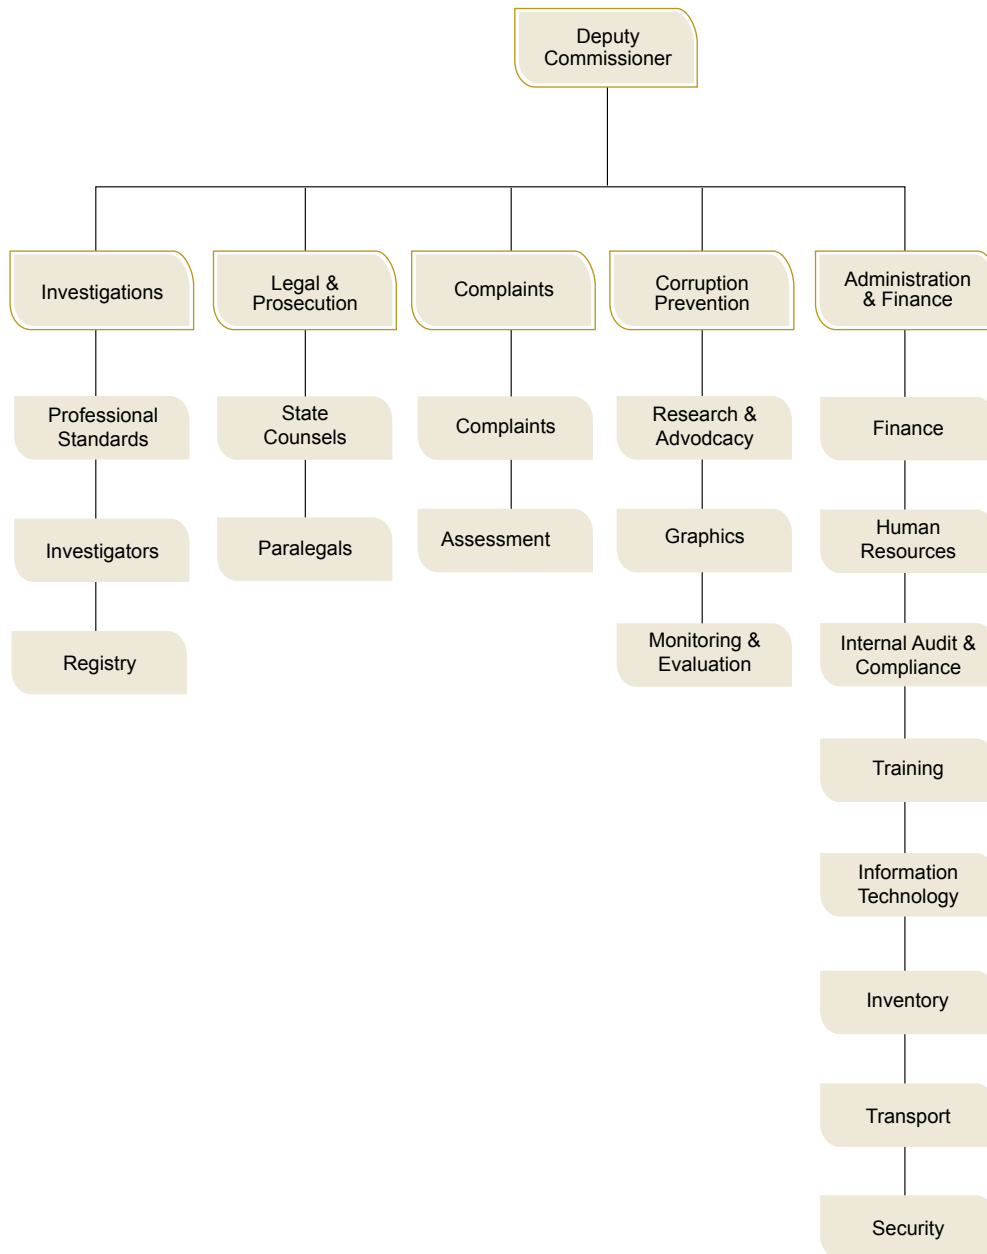 Deputy
Commissioner
Investigations
Legal &
Prosecution
Complaints
Corruption
Prevention
Administration
& Finance
Professional
Standards
State
Counsels
Complaints
Research &
Advodcacy
Finance
Investigators
Paralegals
Assessment
Graphics
Human
Resources
Registry
Monitoring &
Evaluation
Internal Audit &
Compliance
Training
Information
Technology
Inventory
Transport
Security